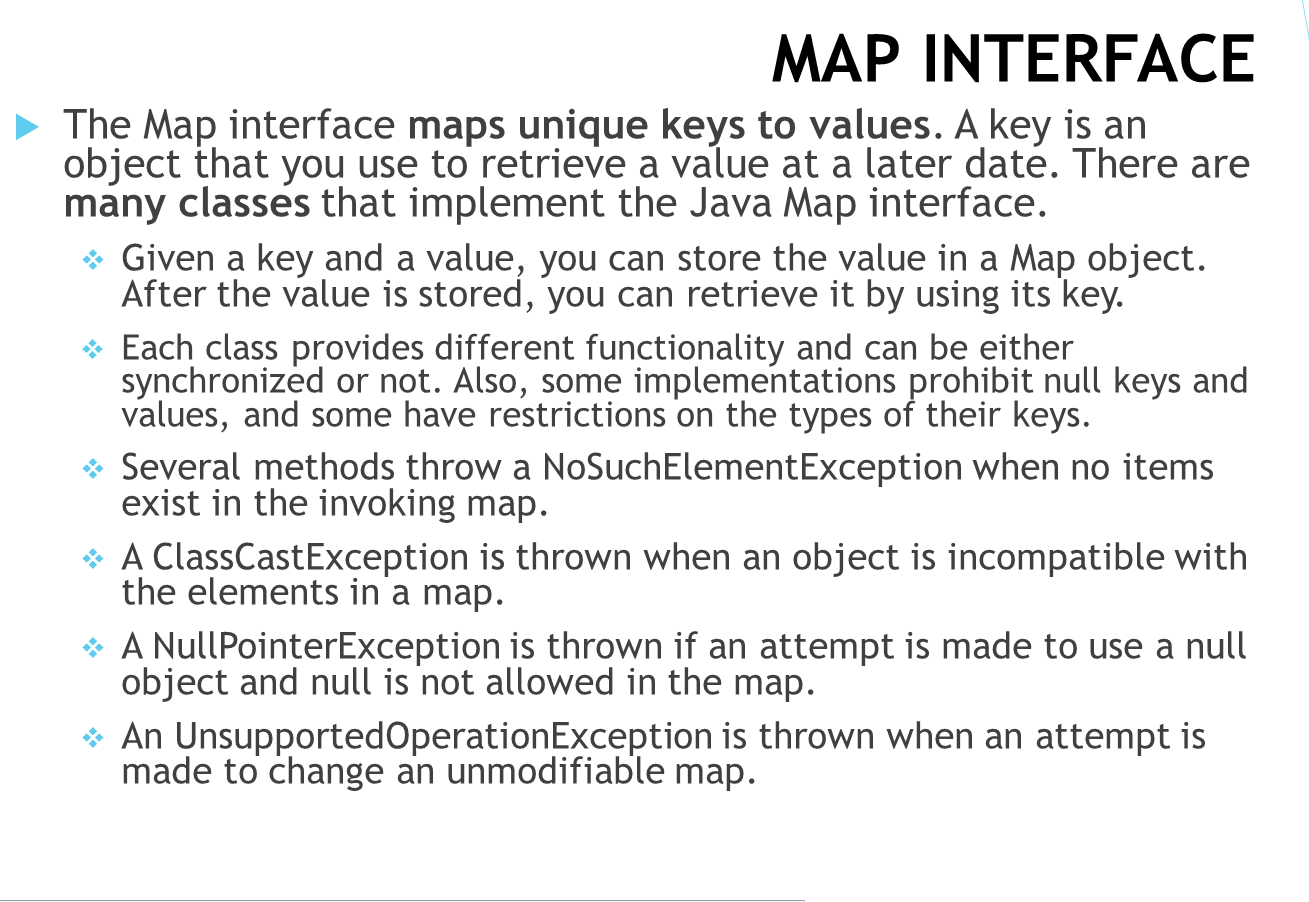 MAP INTERFACE
The Map interface maps unique keys to values. A key is an
object that you use to retrieve a value at a later date. There are
many classes that implement the Java Map interface.
Given a key and a value, you can store the value in a Map object.
After the value is stored, you can retrieve it by using its key.
Each class provides different functionality and can be either
synchronized or not. Also, some implementations prohibit null keys and
values, and some have restrictions on the types of their keys.
Several methods throw a NoSuchElementException when no items
exist in the invoking map.
A ClassCastException is thrown when an object is incompatible with
the elements in a map.
A NullPointerException is thrown if an attempt is made to use a null
object and null is not allowed in the map.
An UnsupportedOperationException is thrown when an attempt is
made to change an unmodifiable map.